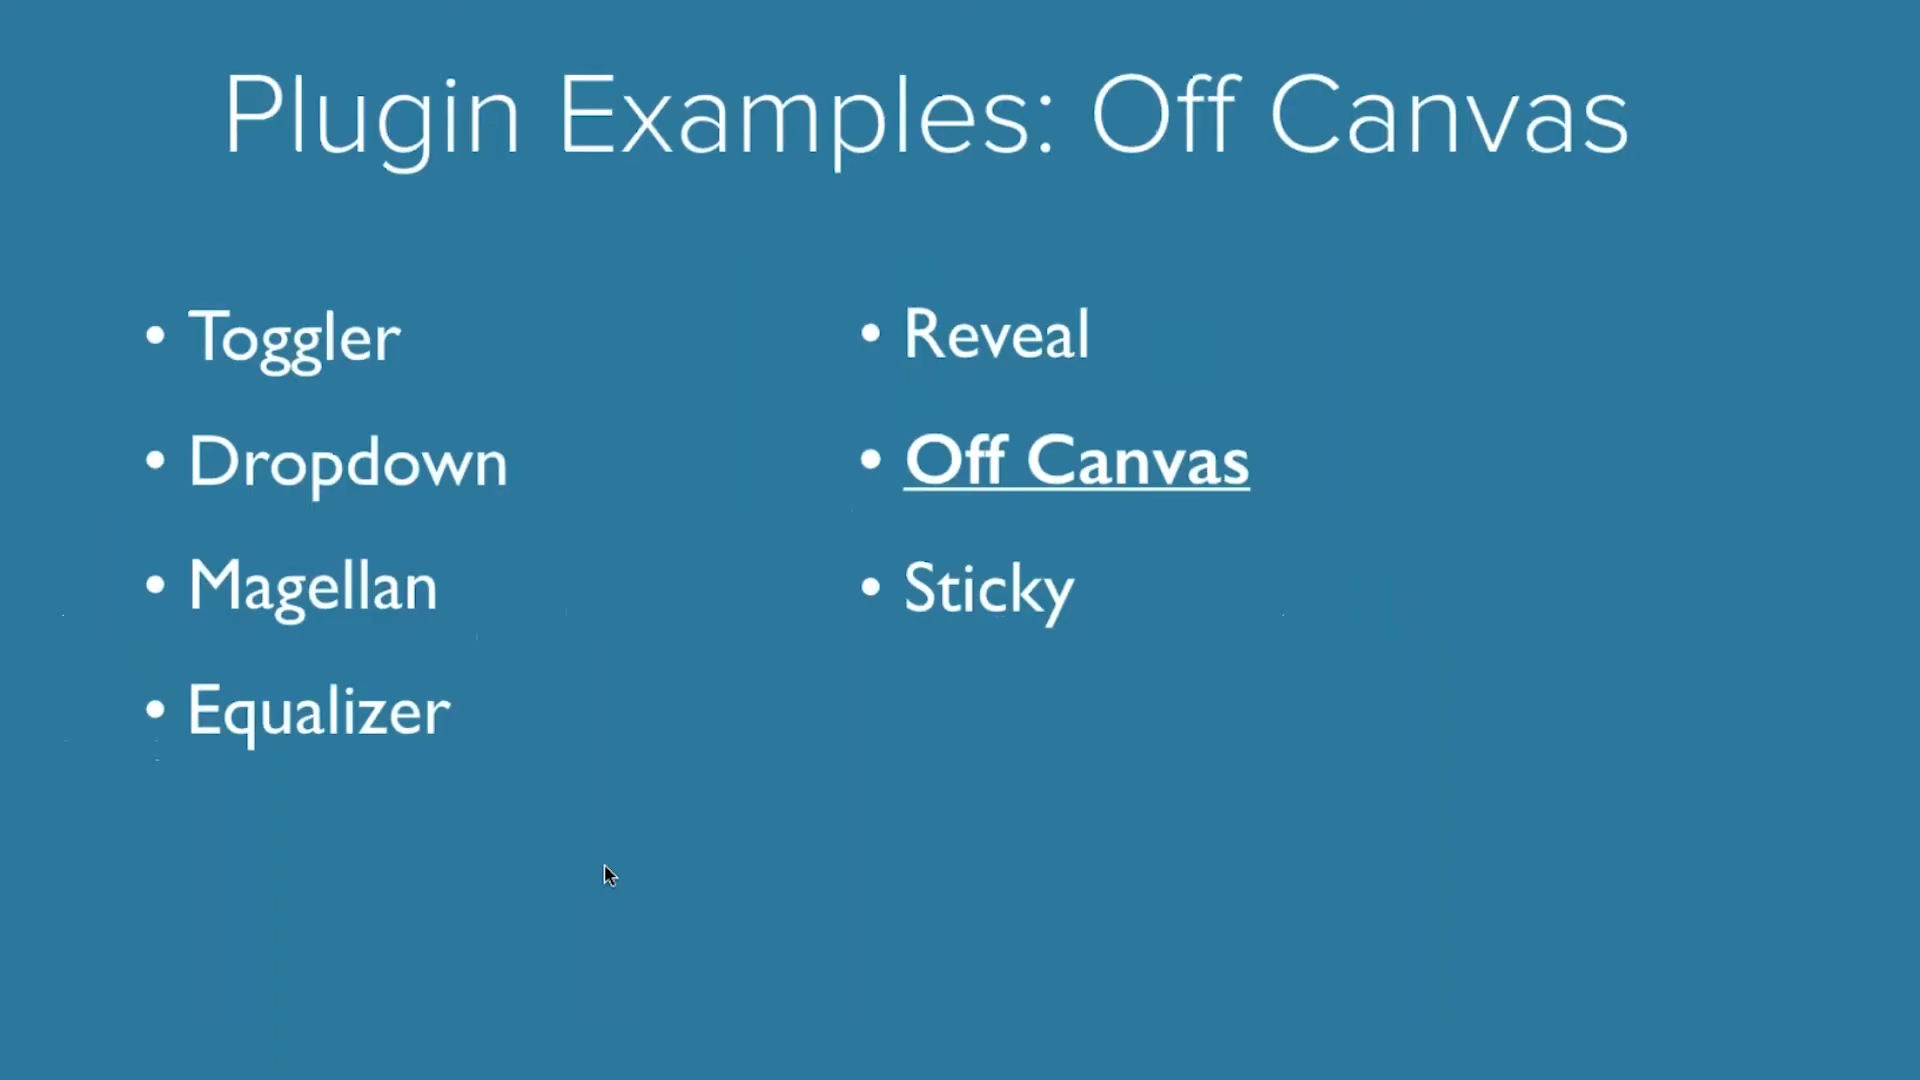 Plugin Examples: Off Canvas
• Toggler
• Dropdown
• Magellan
• Equalizer
• Reveal
• Off Canvas
• Sticky